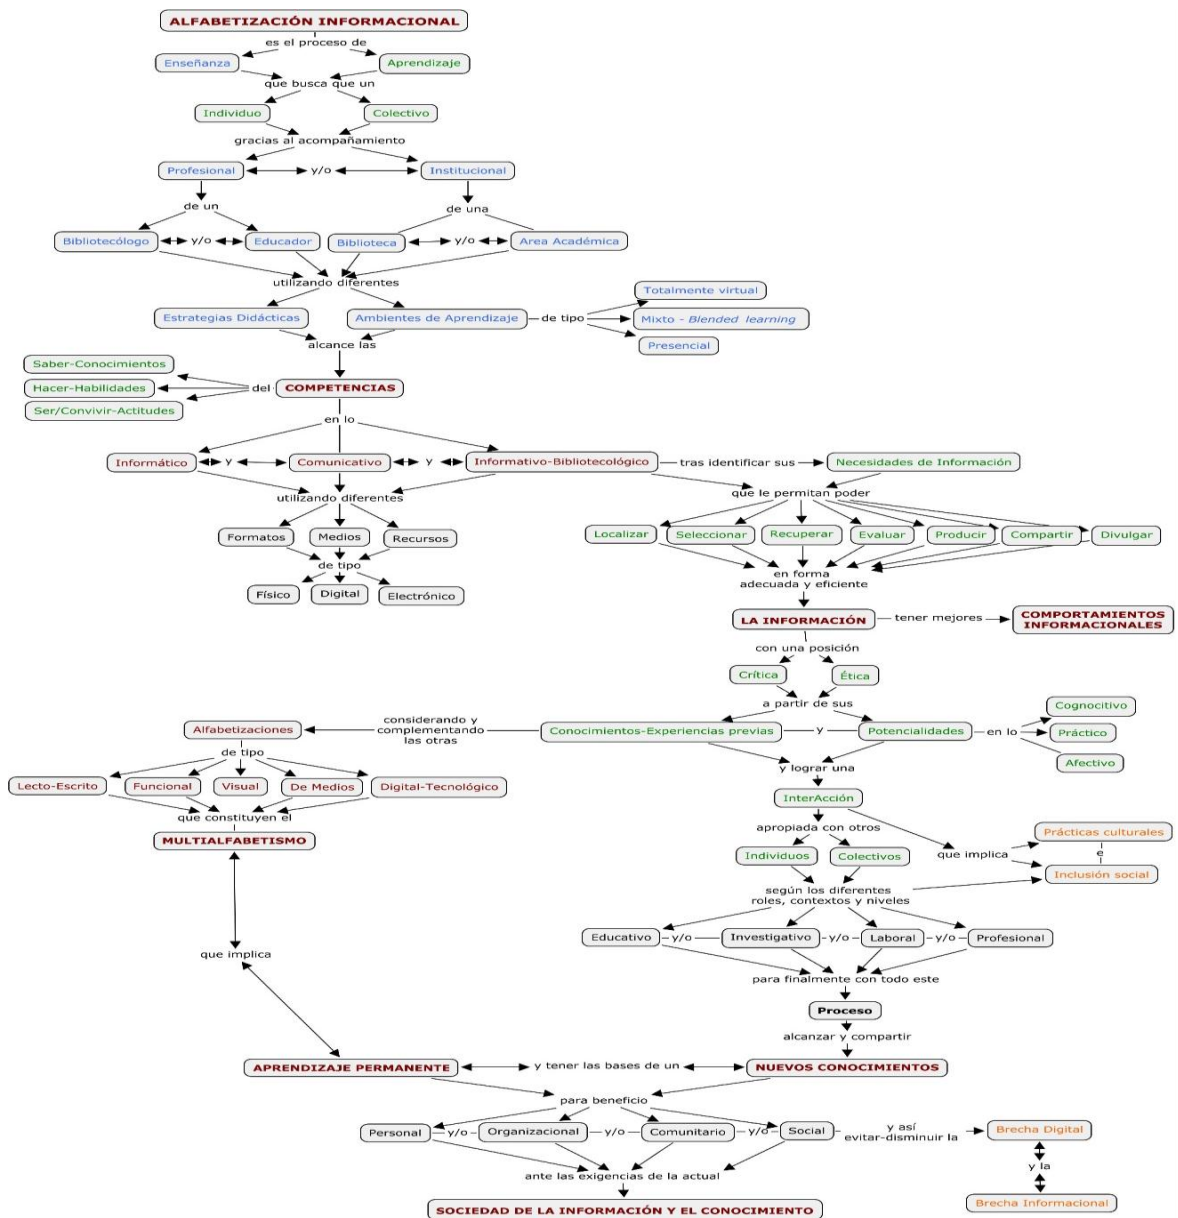 ALFABETIZACIÓN INFORMACIONAL
es el proceso de
Enseñanza
Aprendizaje
que busca que un
Individuo
Colectivo
gracias al acompañamiento
Profesional
y/o
Institucional
de un
de una
Bibliotecólogo
y/o
Educador
Biblioteca
y/o
Area Académica
utilizando diferentes
Estrategias Didácticas
Ambientes de Aprendizaje
de tipo
Totalmente virtual
Mixto - Blended learning
Presencial
alcance las
Saber-Conocimientos
Hacer-Habilidades
Ser/Convivir-Actitudes
del
COMPETENCIAS
en lo
Informático
y
Comunicativo
y
Informativo-Bibliotecológico
tras identificar sus
Necesidades de Información
utilizando diferentes
que le permitan poder
Formatos
Medios
Recursos
Localizar
Seleccionar
Recuperar
Evaluar
Producir
Compartir
Divulgar
de tipo
Físico
Digital
Electrónico
en forma
adecuada y eficiente
LA INFORMACIÓN
tener mejores
COMPORTAMIENTOS
INFORMACIONALES
con una posición
Crítica
Ética
a partir de sus
Conocimientos-Experiencias previas
y
Potencialidades
en lo
Cognocitivo
Práctico
Afectivo
considerando y
complementando
las otras
Alfabetizaciones
de tipo
Lecto-Escrito
Funcional
Visual
De Medios
Digital-Tecnológico
que constituyen el
MULTIALFABETISMO
y lograr una
InterAcción
apropiada con otros
Individuos
Colectivos
que implica
Prácticas culturales
e
Inclusión social
según los diferentes
roles, contextos y niveles
Educativo
y/o
Investigativo
y/o
Laboral
y/o
Profesional
que implica
para finalmente con todo este
Proceso
alcanzar y compartir
APRENDIZAJE PERMANENTE
y tener las bases de un
NUEVOS CONOCIMIENTOS
para beneficio
Personal
y/o
Organizacional
y/o
Comunitario
y/o
Social
y así
evitar-disminuir la
Brecha Digital
y la
Brecha Informacional
ante las exigencias de la actual
SOCIEDAD DE LA INFORMACIÓN Y EL CONOCIMIENTO